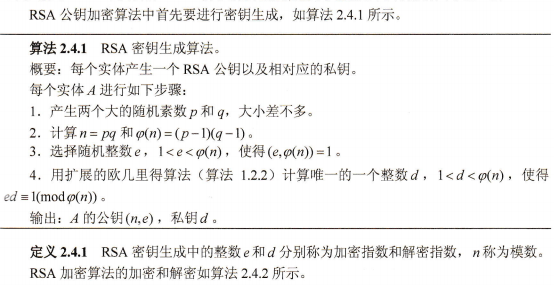 RSA 公钥加密算法中首先要进行密钥生成，如算法 2.4.1 所示。
算法 2.4.1 RSA 密钥生成算法。
概要：每个实体产生一个 RSA 公钥以及相对应的私钥。
每个实体 A 进行如下步骤：
1．产生两个大的随机素数 p 和 q，大小差不多。
2．计算 n = pq 和 φ(n) = (p−1)(q−1)。
3．选择随机整数 e，1<e<φ(n)，使得 (e,φ(n))=1。
4．用扩展的欧几里得算法（算法 1.2.2）计算唯一的一个整数 d，1<d<φ(n)，使得
ed ≡ 1(mod φ(n))。
输出：A 的公钥 (n,e)，私钥 d。
定义 2.4.1 RSA 密钥生成中的整数 e 和 d 分别称为加密指数和解密指数，n 称为模数。
RSA 加密算法的加密和解密如算法 2.4.2 所示。